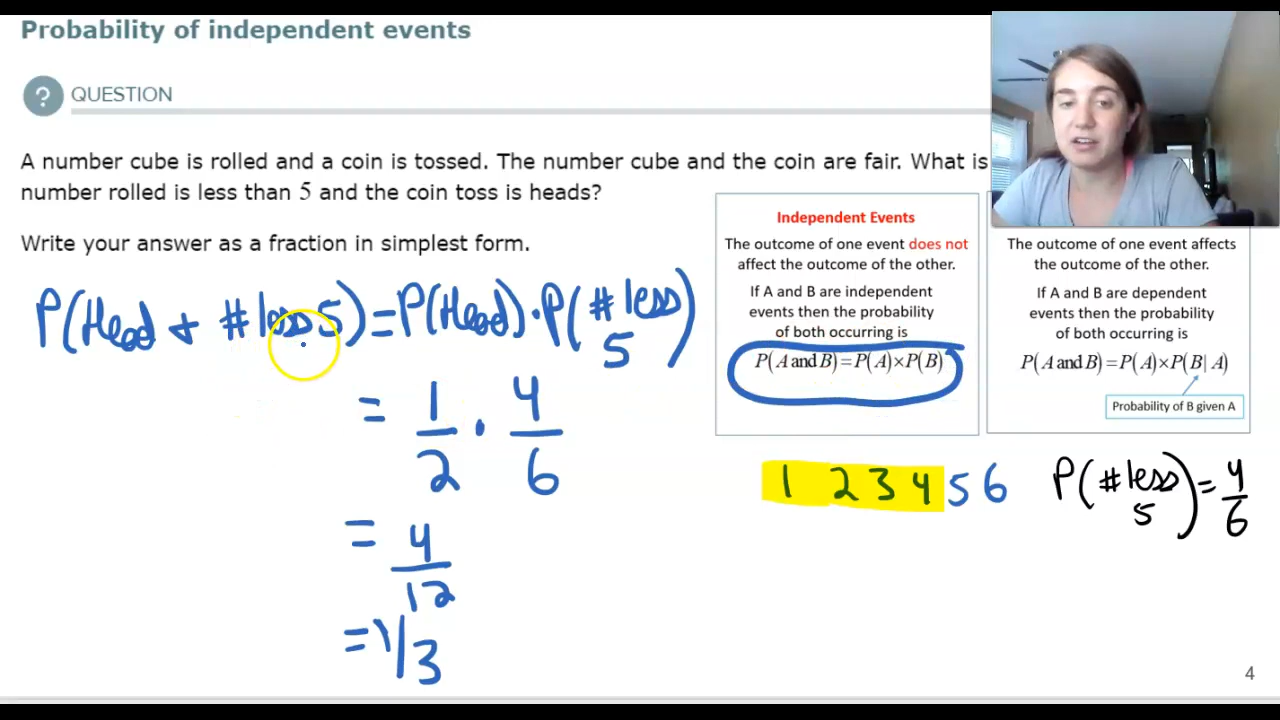 Probability of independent events
? QUESTION
A number cube is rolled and a coin is tossed. The number cube and the coin are fair. What is
number rolled is less than 5 and the coin toss is heads?
Write your answer as a fraction in simplest form.
Independent Events
The outcome of one event does not
affect the outcome of the other.
If A and B are independent
events then the probability
of both occurring is
P(A and B)=P(A)×P(B)
The outcome of one event affects
the outcome of the other.
If A and B are dependent
events then the probability
of both occurring is
P(A and B)=P(A)×P(B| A)
Probability of B given A
P(Head + # less 5) = P(Head) · P(# less 5)
= 1/2 · 4/6
= 4/12
= 1/3
1 2 3 4 5 6
P(# less 5) = 4/6
4